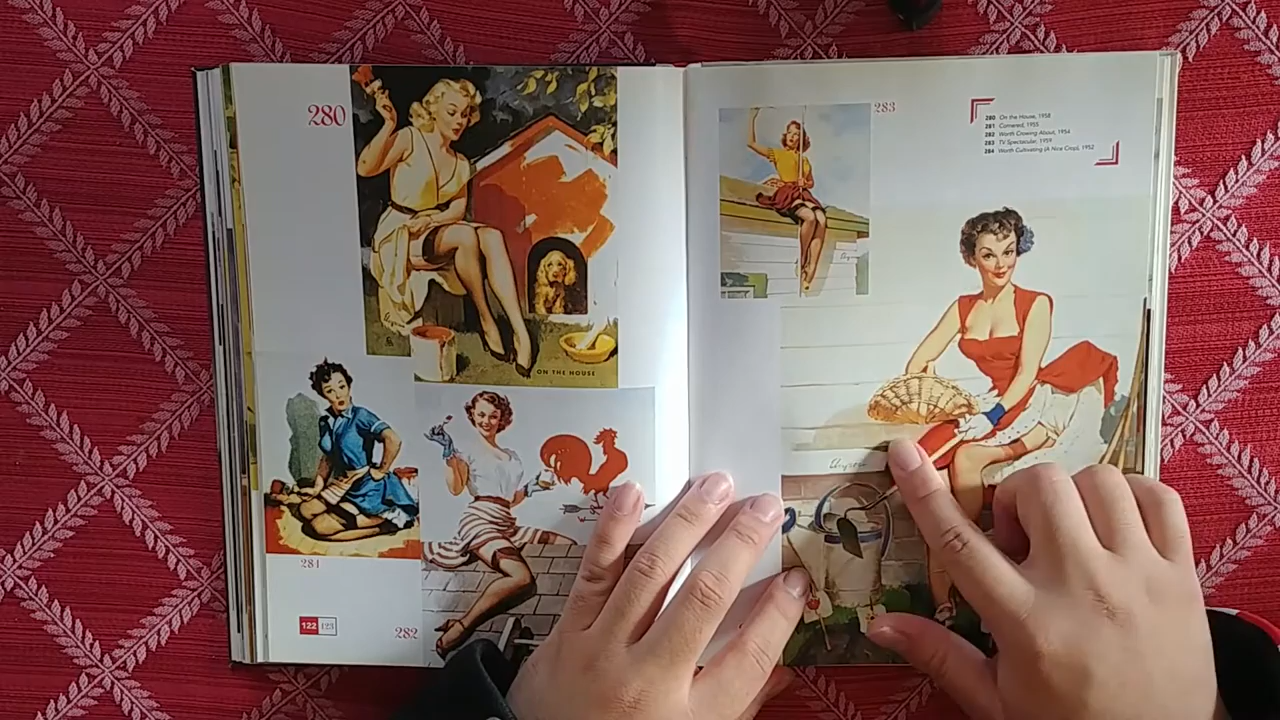 280
ON THE HOUSE
281
282
122 123
283
280 On the House, 1958
281 Cornered, 1955
282 Worth Crowing About, 1954
283 TV Spectacular, 1959
284 Worth Cultivating (A Nice Crop), 1952
Elvgren